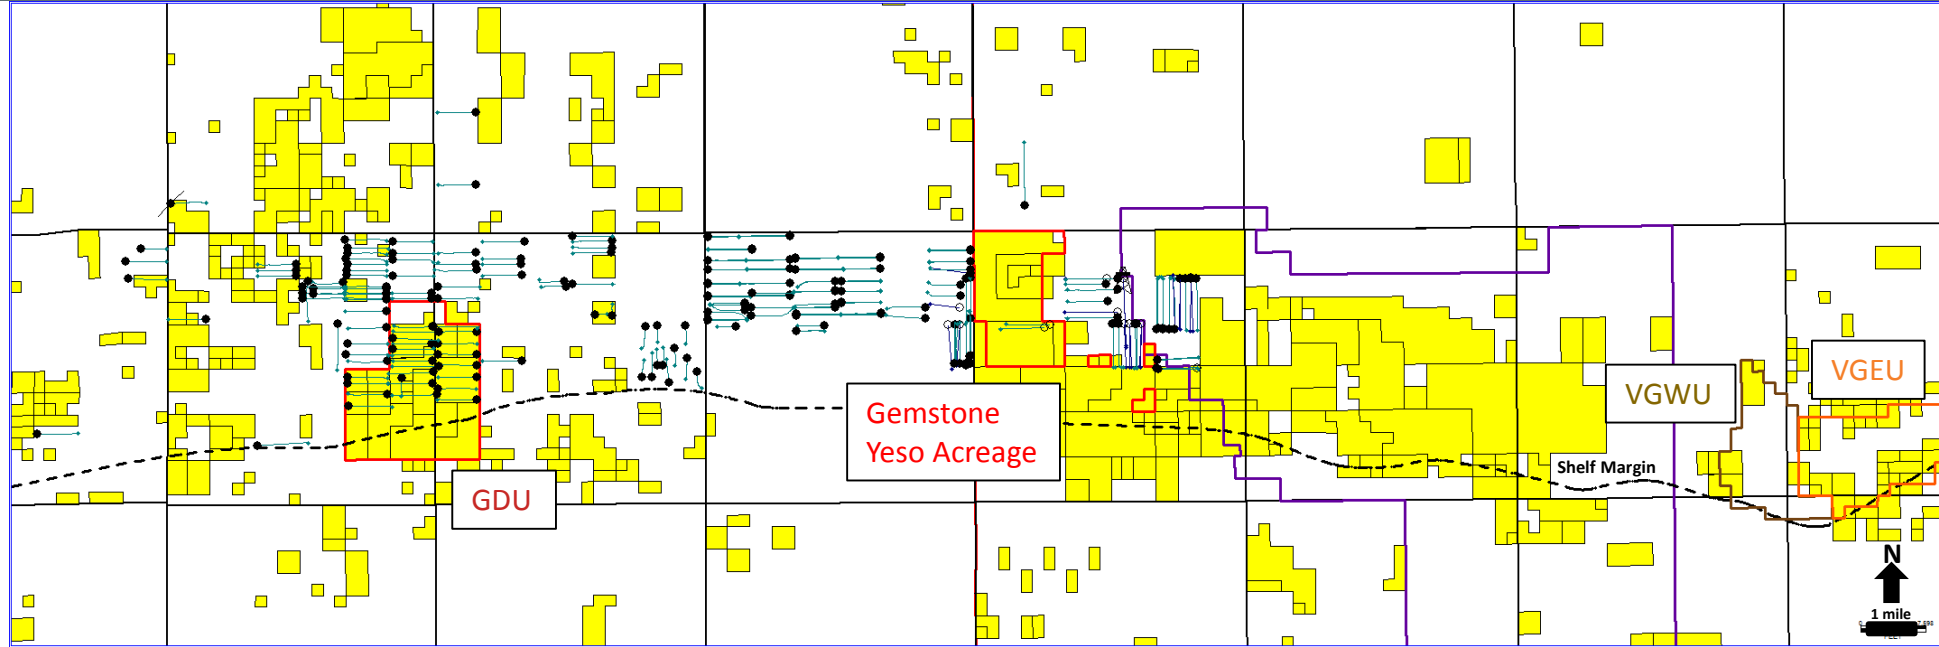 VGEU
VGWU
Gemstone
Yeso Acreage
Shelf Margin
GDU
N
1 mile